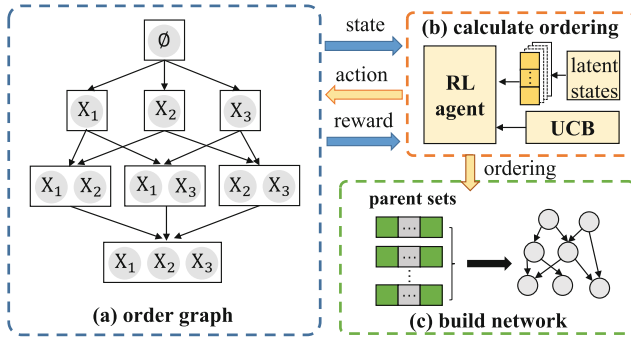 ∅
X1 X2 X3
X1 X2 X1 X3 X2 X3
X1 X2 X3
(a) order graph
state
action
reward
(b) calculate ordering
RL
agent
latent
states
UCB
ordering
parent sets
(c) build network